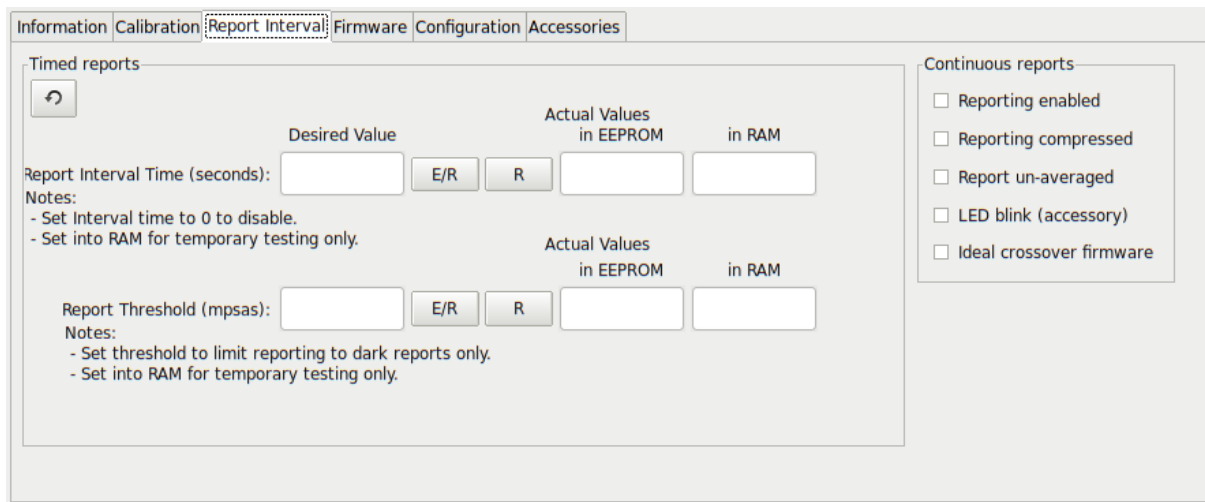 Information Calibration Report Interval Firmware Configuration Accessories
Timed reports
Desired Value
Actual Values
in EEPROM in RAM
Report Interval Time (seconds): E/R R
Notes:
- Set Interval time to 0 to disable.
- Set into RAM for temporary testing only.
Actual Values
in EEPROM in RAM
Report Threshold (mpsas): E/R R
Notes:
- Set threshold to limit reporting to dark reports only.
- Set into RAM for temporary testing only.
Continuous reports
Reporting enabled
Reporting compressed
Report un-averaged
LED blink (accessory)
Ideal crossover firmware